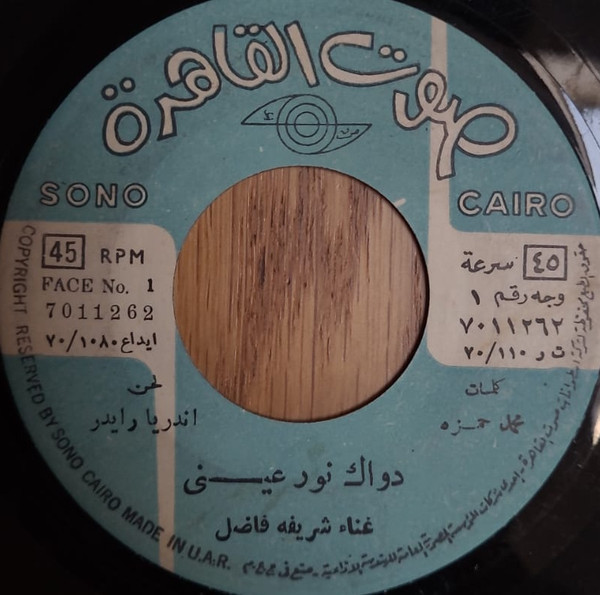 صوت القاهرة
SONO CAIRO
45 RPM
FACE No. 1
7011262
ايداع ٧٠/١٠٨٠
٤٥ سرعة
وجه رقم ١
٧٠١١٢٦٢
ت ر ٧٠/١١٠
لحن
اندريا رايدر
كلمات
محمد حمزه
دواك نور عينى
غناء شريفه فاضل
COPYRIGHT RESERVED BY SONO CAIRO MADE IN U.A.R.